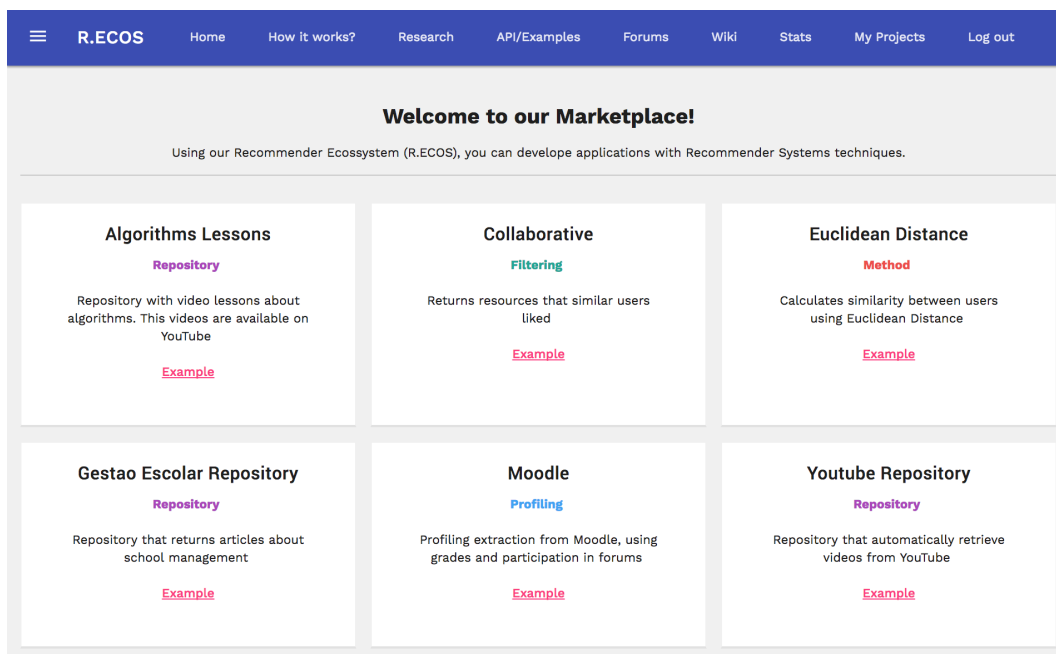 R.ECOS Home How it works? Research API/Examples Forums Wiki Stats My Projects Log out
Welcome to our Marketplace!
Using our Recommender Ecossystem (R.ECOS), you can develope applications with Recommender Systems techniques.
Algorithms Lessons
Repository
Repository with video lessons about
algorithms. This videos are available on
YouTube
Example
Collaborative
Filtering
Returns resources that similar users
liked
Example
Euclidean Distance
Method
Calculates similarity between users
using Euclidean Distance
Example
Gestao Escolar Repository
Repository
Repository that returns articles about
school management
Example
Moodle
Profiling
Profiling extraction from Moodle, using
grades and participation in forums
Example
Youtube Repository
Repository
Repository that automatically retrieve
videos from YouTube
Example